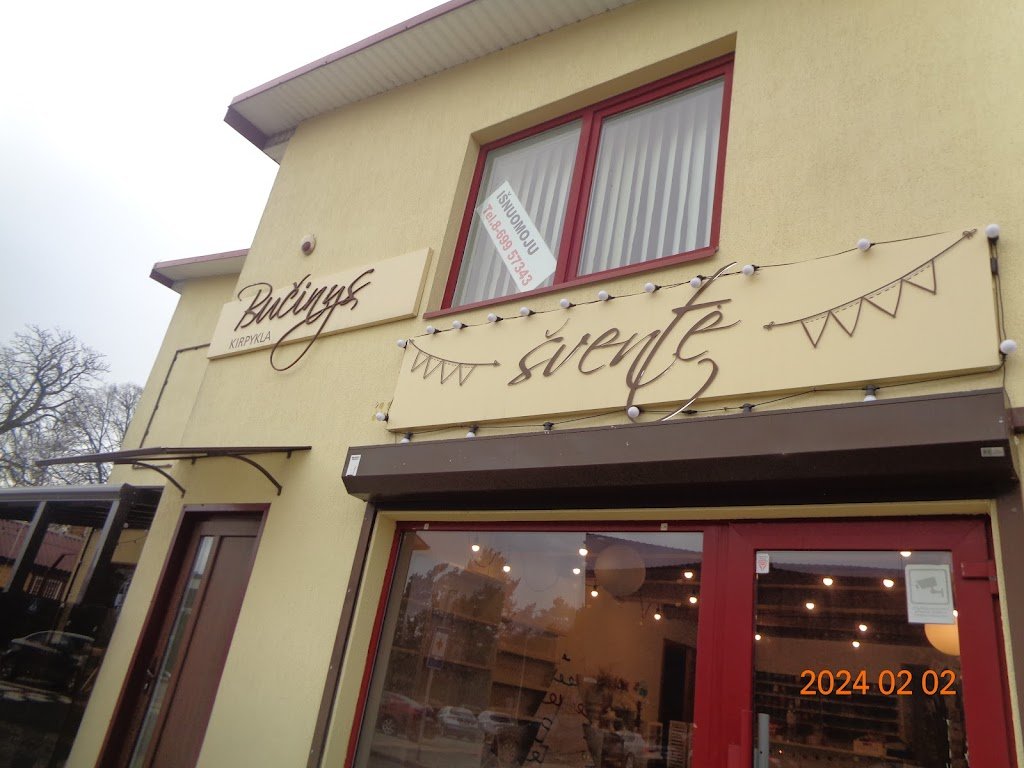 IŠNUOMOJU
Tel.8-699 57343
Bučinys
KIRPYKLA
šventė
2024 02 02